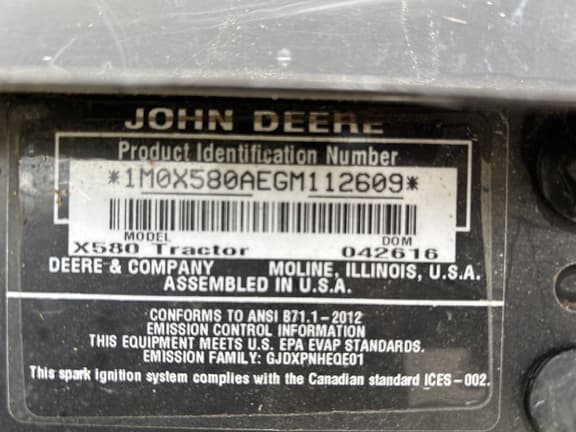 JOHN DEERE
Product Identification Number
*1M0X580AEGM112609*
MODEL DOM
X580 Tractor 042616
DEERE & COMPANY MOLINE, ILLINOIS, U.S.A.
ASSEMBLED IN U.S.A.
CONFORMS TO ANSI B71.1-2012
EMISSION CONTROL INFORMATION
THIS EQUIPMENT MEETS U.S. EPA EVAP STANDARDS.
EMISSION FAMILY: GJDXPNHEQE01
This spark ignition system complies with the Canadian standard ICES-002.